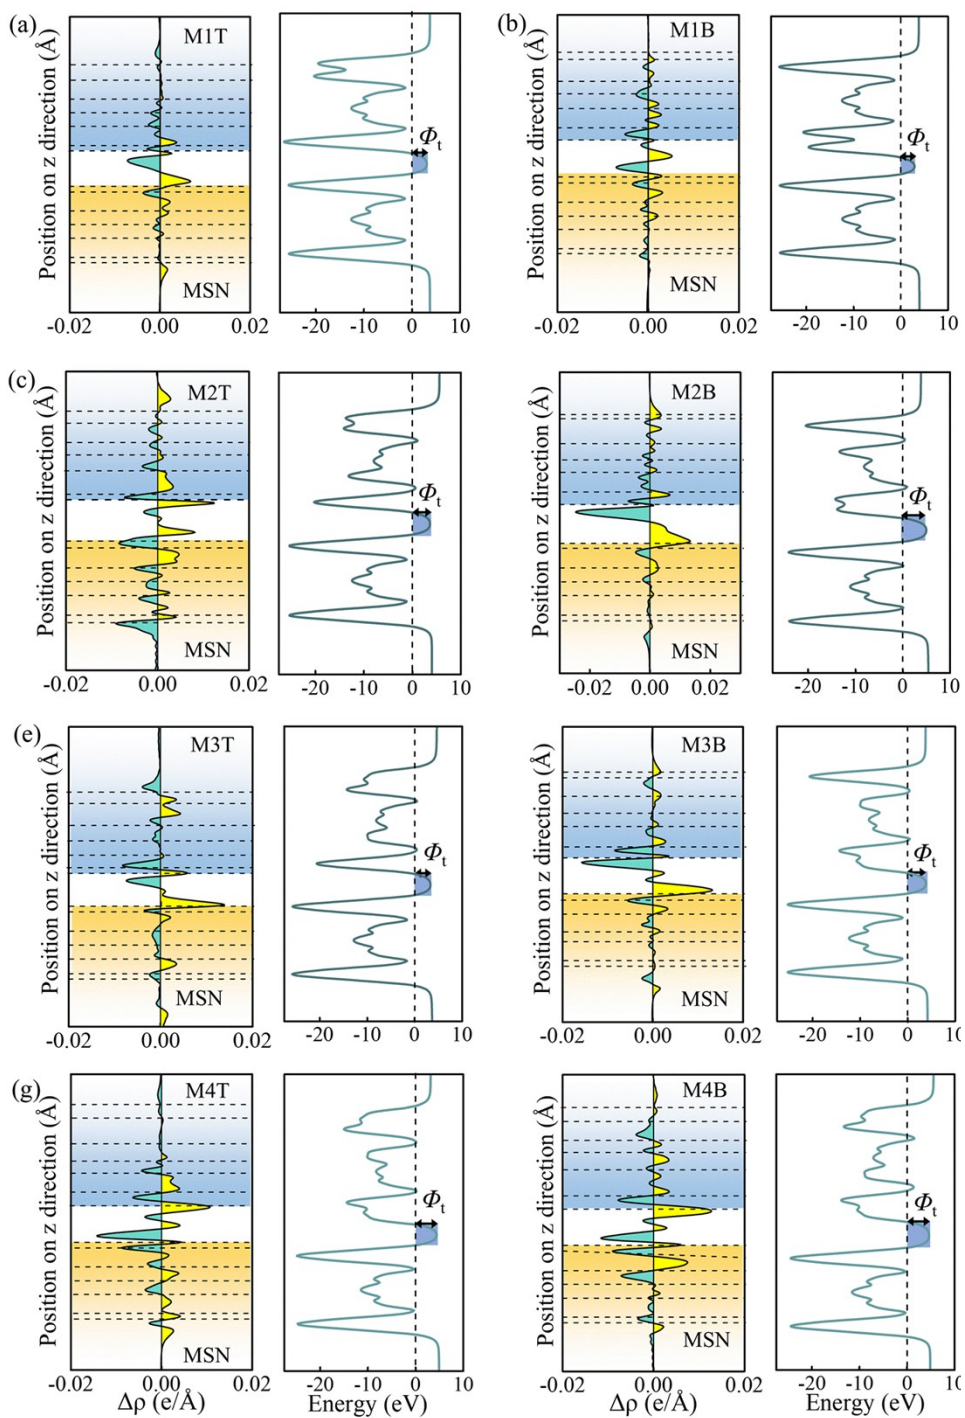 (a)
Position on z direction (Å)
M1T
MSN
-0.02 0.00 0.02
Φt
-20 -10 0 10
(b)
Position on z direction (Å)
M1B
MSN
-0.02 0.00 0.02
Φt
-20 -10 0 10
(c)
Position on z direction (Å)
M2T
MSN
-0.02 0.00 0.02
Φt
-20 -10 0 10
Position on z direction (Å)
M2B
MSN
-0.02 0.00 0.02
Φt
-20 -10 0 10
(e)
Position on z direction (Å)
M3T
MSN
-0.02 0.00 0.02
Φt
-20 -10 0 10
Position on z direction (Å)
M3B
MSN
-0.02 0.00 0.02
Φt
-20 -10 0
(g)
Position on z direction (Å)
M4T
MSN
-0.02 0.00 0.02
Δρ (e/Å)
Φt
-20 -10 0 10
Energy (eV)
Position on z direction (Å)
M4B
MSN
-0.02 0.00 0.02
Δρ (e/Å)
Φt
-20 -10 0
Energy (eV)